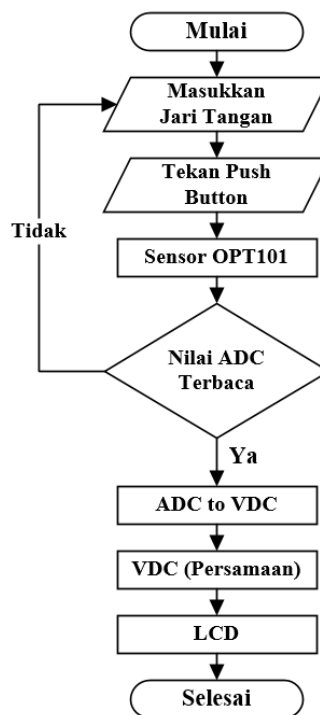 Mulai
Masukkan
Jari Tangan
Tekan Push
Button
Tidak
Sensor OPT101
Nilai ADC
Terbaca
Ya
ADC to VDC
VDC (Persamaan)
LCD
Selesai